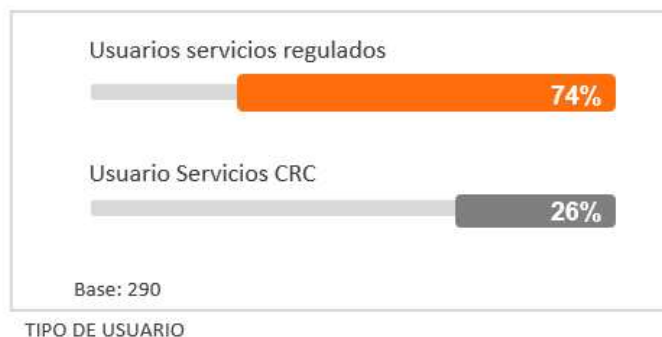 Usuarios servicios regulados
74%
Usuario Servicios CRC
26%
Base: 290
TIPO DE USUARIO